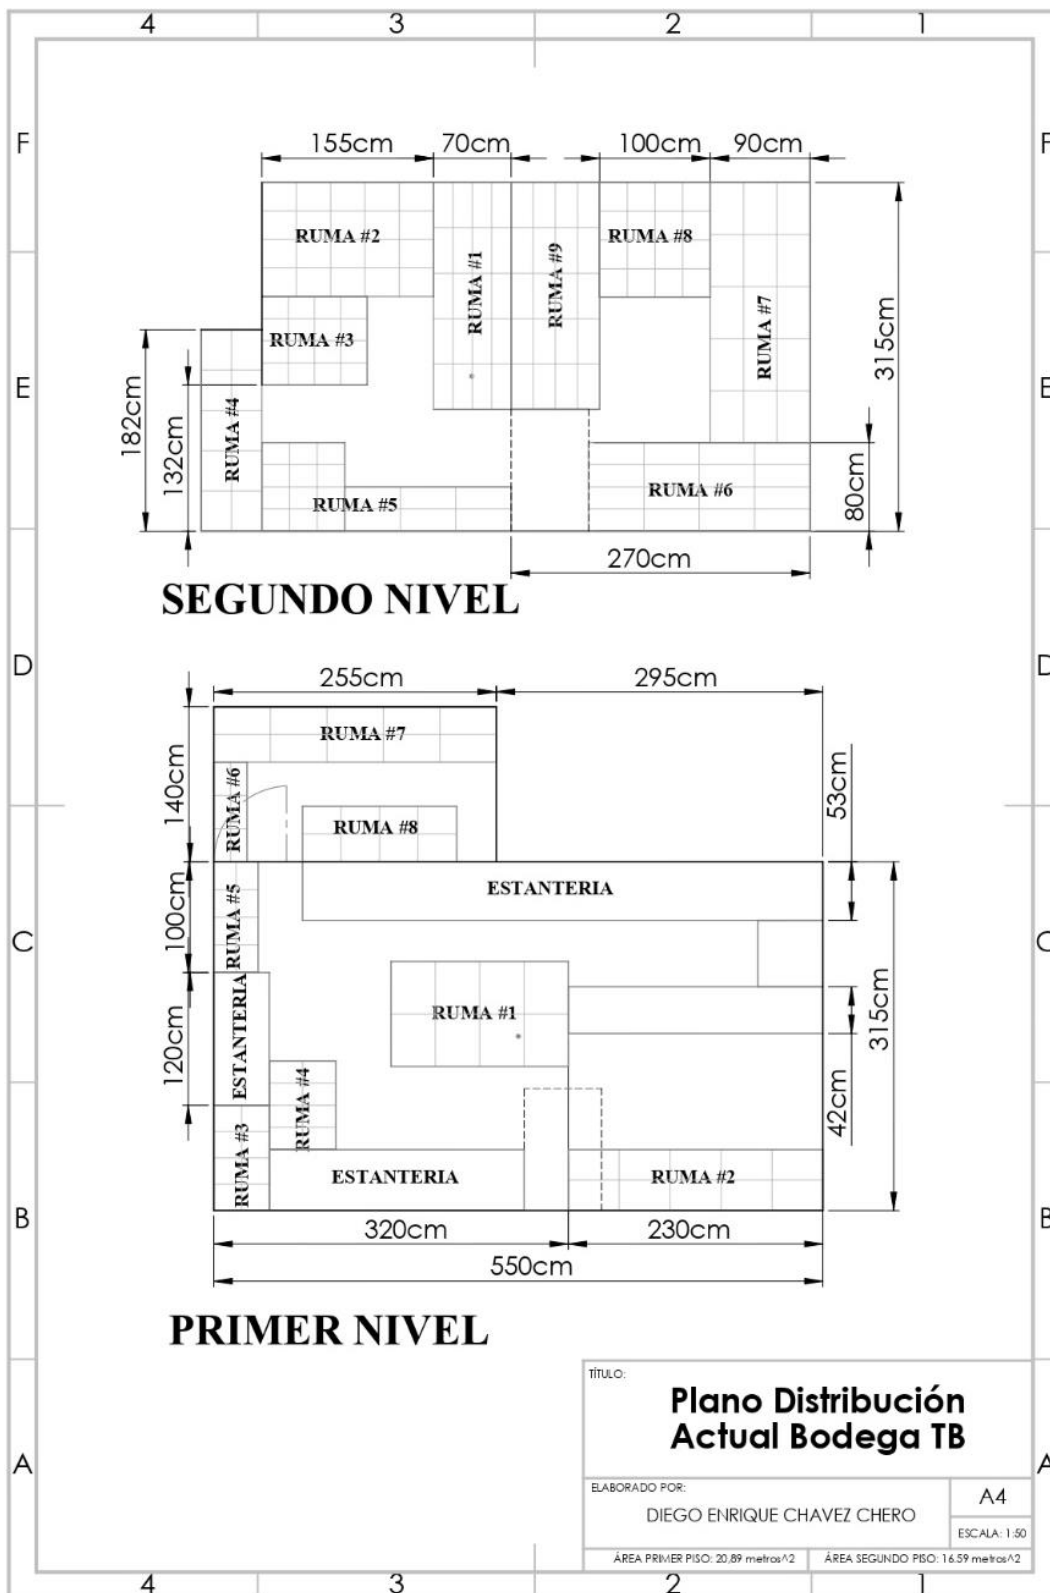 4 3 2 1
F F
155cm 70cm 100cm 90cm
RUMA #2
RUMA #1
RUMA #9
RUMA #8
RUMA #7
RUMA #3
315cm
E E
182cm
132cm
RUMA #4
RUMA #5
RUMA #6
80cm
270cm
SEGUNDO NIVEL
D D
255cm 295cm
RUMA #7
140cm
RUMA #6
RUMA #8
53cm
ESTANTERIA
100cm
RUMA #5
C C
RUMA #1
315cm
120cm
ESTANTERIA
RUMA #4
42cm
RUMA #3
ESTANTERIA
RUMA #2
B B
320cm 230cm
550cm
PRIMER NIVEL
TÍTULO:
Plano Distribución
Actual Bodega TB
A A
ELABORADO POR:
DIEGO ENRIQUE CHAVEZ CHERO
A4
ESCALA: 1:50
ÁREA PRIMER PISO: 20,89 metros^2
ÁREA SEGUNDO PISO: 16.59 metros^2
4 3 2 1